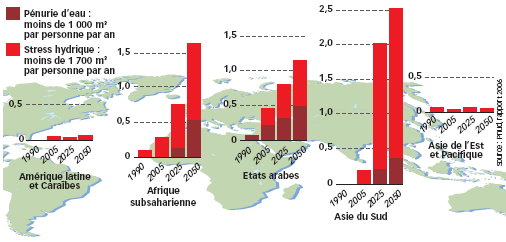 Pénurie d'eau :
moins de 1 000 m³
par personne par an
Stress hydrique :
moins de 1 700 m³
par personne par an
0,5
0
1990 2005 2025 2050
Amérique latine
et Caraïbes
1,5
1,0
0,5
0
1990 2005 2025 2050
Afrique
subsaharienne
1,5
1,0
0,5
0
1990 2005 2025 2050
Etats arabes
2,5
2,0
1,5
1,0
0,5
0
1990 2005 2025 2050
Asie du Sud
0,5
0
1990 2005 2025 2050
Asie de l'Est
et Pacifique
source : Pnud, rapport 2006